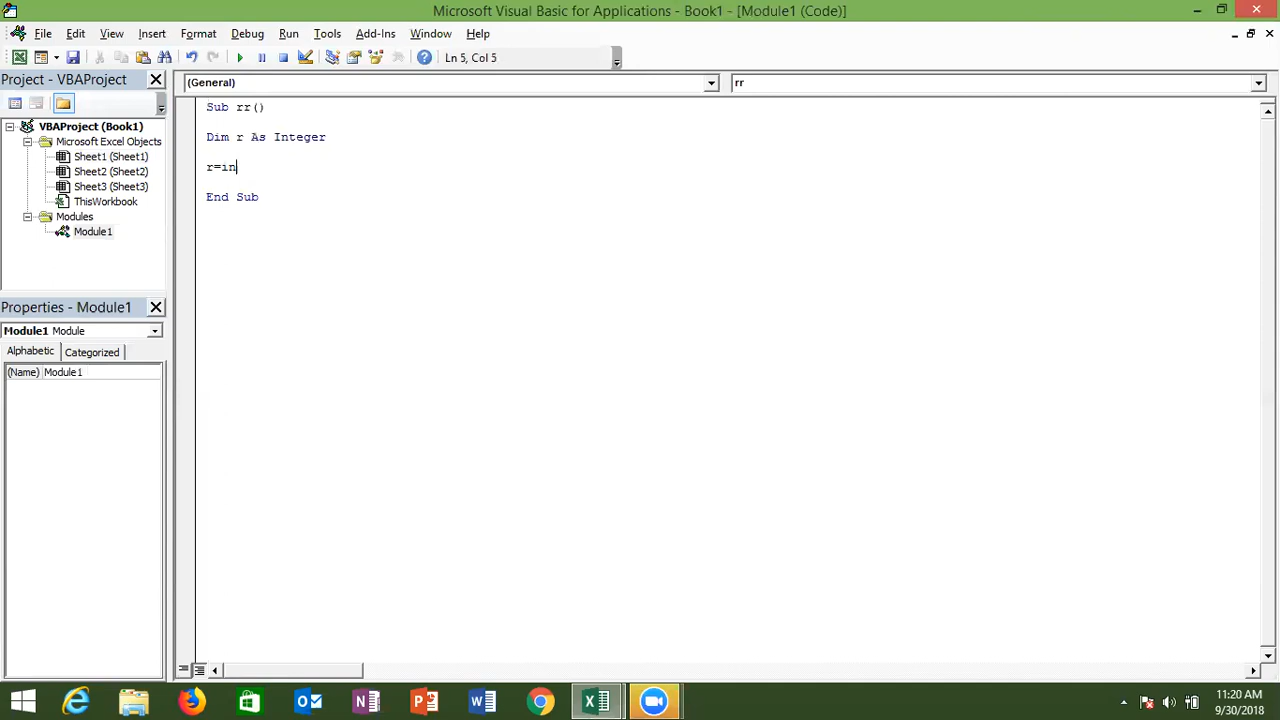 Microsoft Visual Basic for Applications - Book1 - [Module1 (Code)]
File Edit View Insert Format Debug Run Tools Add-Ins Window Help
Ln 5, Col 5
Project - VBAProject
(General)
rr
VBAProject (Book1)
Microsoft Excel Objects
Sheet1 (Sheet1)
Sheet2 (Sheet2)
Sheet3 (Sheet3)
ThisWorkbook
Modules
Module1
Sub rr()
Dim r As Integer
r=in
End Sub
Properties - Module1
Module1 Module
Alphabetic Categorized
(Name) Module1
11:20 AM
9/30/2018